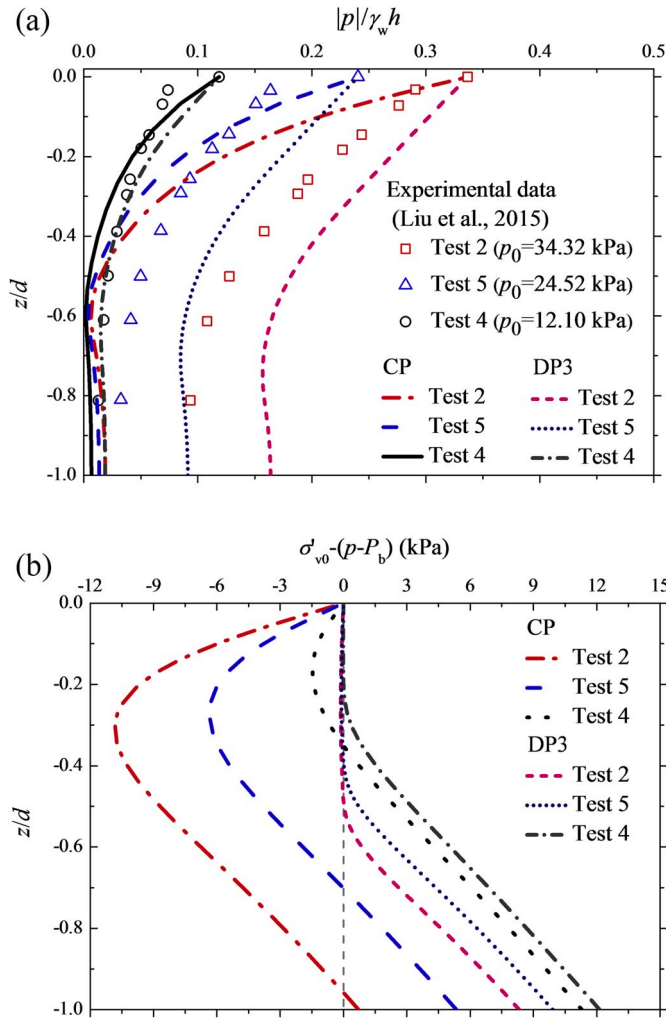 (a)
|p|/γwh
0.0 0.1 0.2 0.3 0.4 0.5
0.0
-0.2
-0.4
-0.6
-0.8
-1.0
z/d
Experimental data
(Liu et al., 2015)
Test 2 (p0=34.32 kPa)
Test 5 (p0=24.52 kPa)
Test 4 (p0=12.10 kPa)
CP DP3
Test 2 Test 2
Test 5 Test 5
Test 4 Test 4
(b)
σ'v0-(p-Pb) (kPa)
-12 -9 -6 -3 0 3 6 9 12 15
0.0
-0.2
-0.4
-0.6
-0.8
-1.0
z/d
CP
Test 2
Test 5
Test 4
DP3
Test 2
Test 5
Test 4